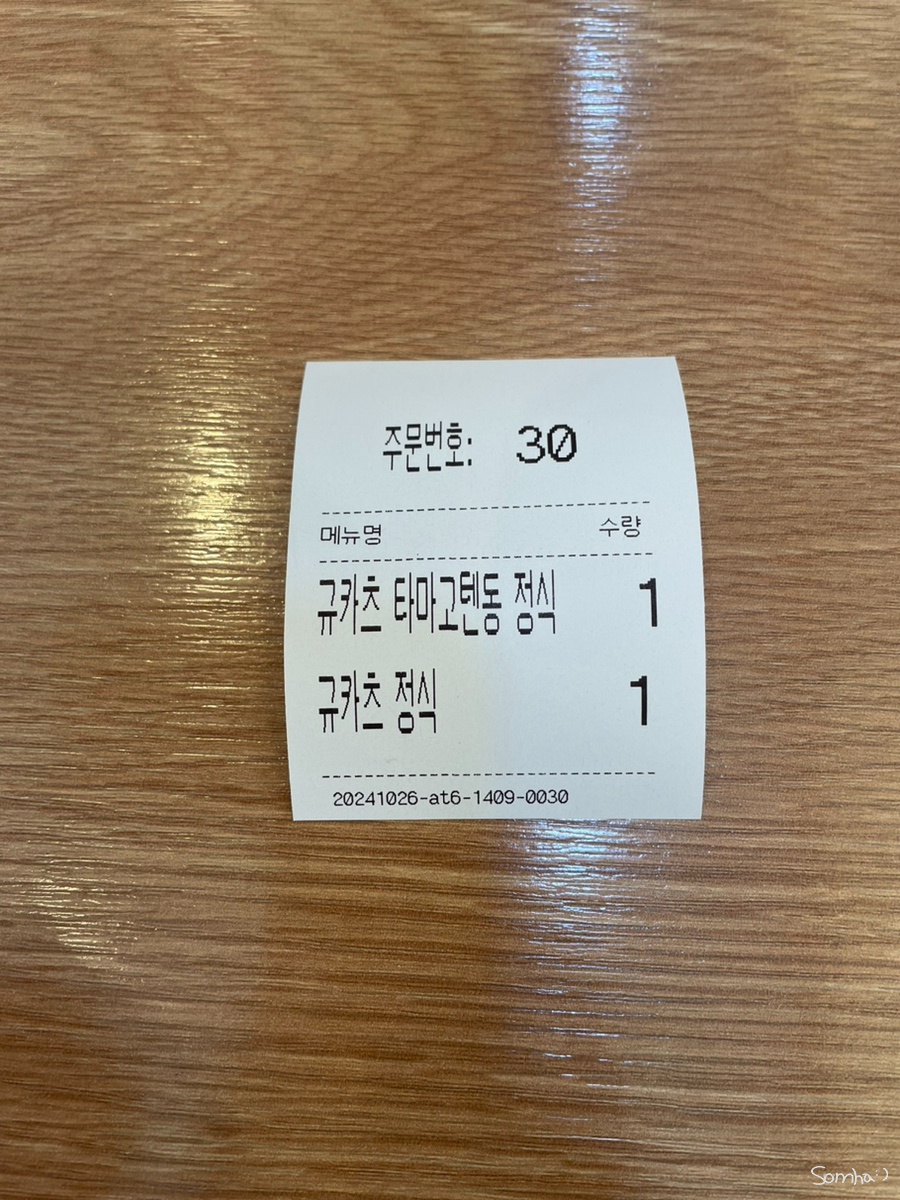 주문번호: 30
메뉴명 수량
규카츠 타마고텐동 정식 1
규카츠 정식 1
20241026-at6-1409-0030
Somha:)